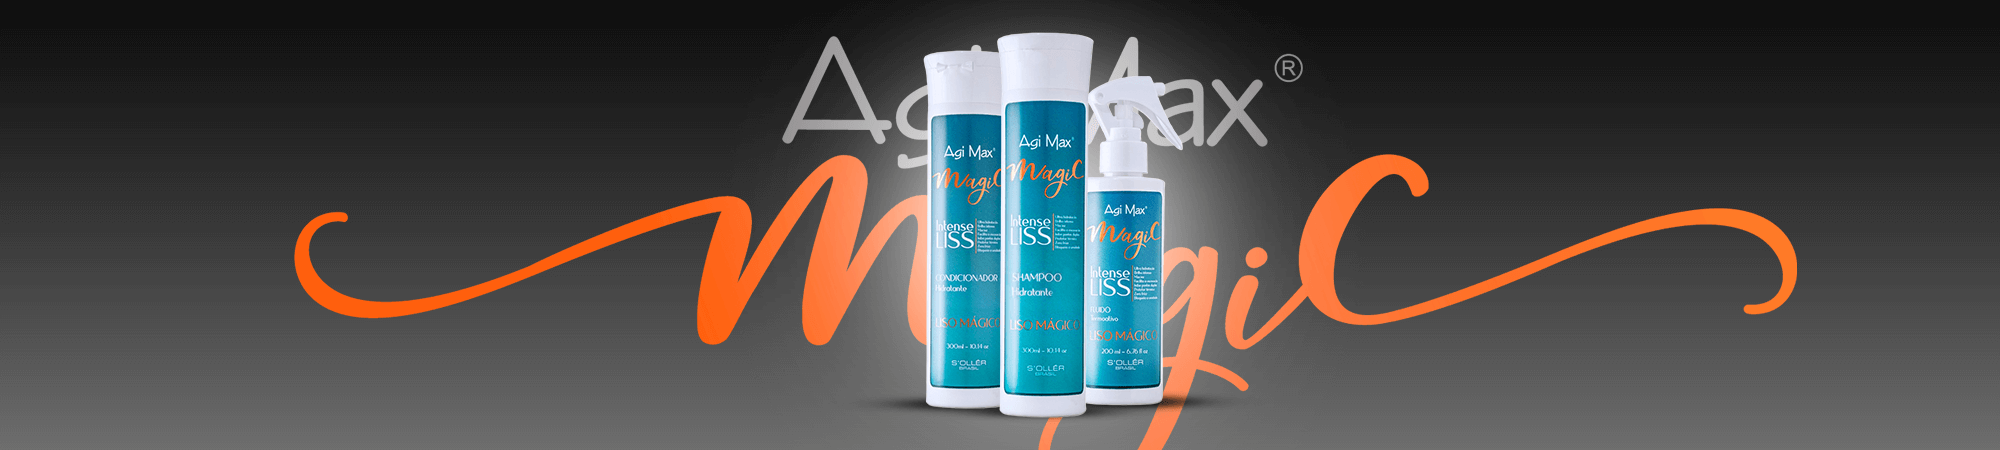 Agi Max®
magic
Agi Max®
magic
Intense
LISS
CONDICIONADOR
Hidratante
LISO MÁGICO
300ml - 10.14 oz
S'OLLÉR
BRASIL
Agi Max®
magic
Intense
LISS
SHAMPOO
Hidratante
LISO MÁGICO
300ml - 10.14 oz
S'OLLÉR
BRASIL
Agi Max®
magic
Intense
LISS
FLUIDO
Termoativo
LISO MÁGICO
200 ml - 6.76 fl oz
S'OLLÉR
BRASIL